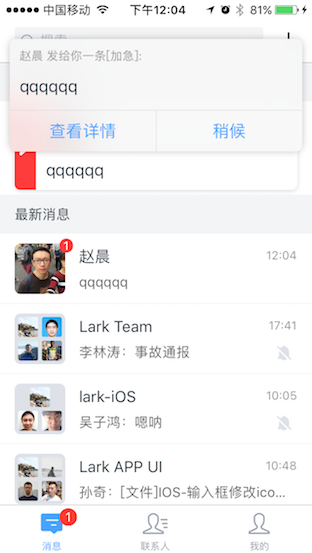 中国移动 下午12:04 81%
搜索
赵晨 发给你一条[加急]:
qqqqqq
查看详情 稍候
qqqqqq
最新消息
1
赵晨 12:04
qqqqqq
Lark Team 17:41
李林涛：事故通报
lark-iOS 10:05
吴子鸿：嗯呐
Lark APP UI 10:48
孙奇：[文件]IOS-输入框修改ico...
1
消息 联系人 我的